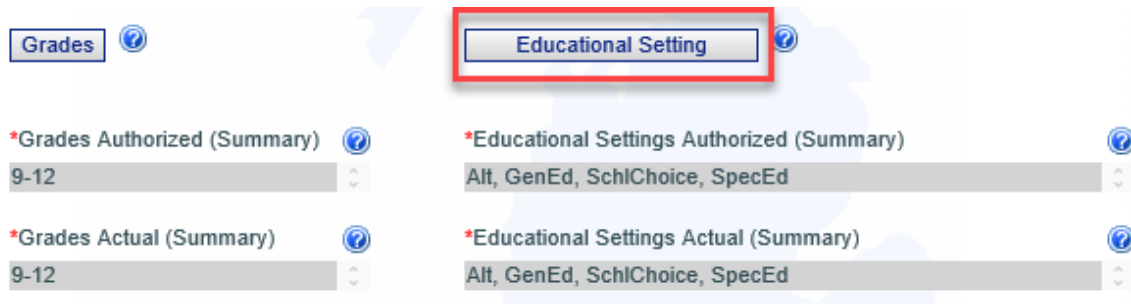 Grades
Educational Setting
*Grades Authorized (Summary)
*Educational Settings Authorized (Summary)
9-12
Alt, GenEd, SchlChoice, SpecEd
*Grades Actual (Summary)
*Educational Settings Actual (Summary)
9-12
Alt, GenEd, SchlChoice, SpecEd